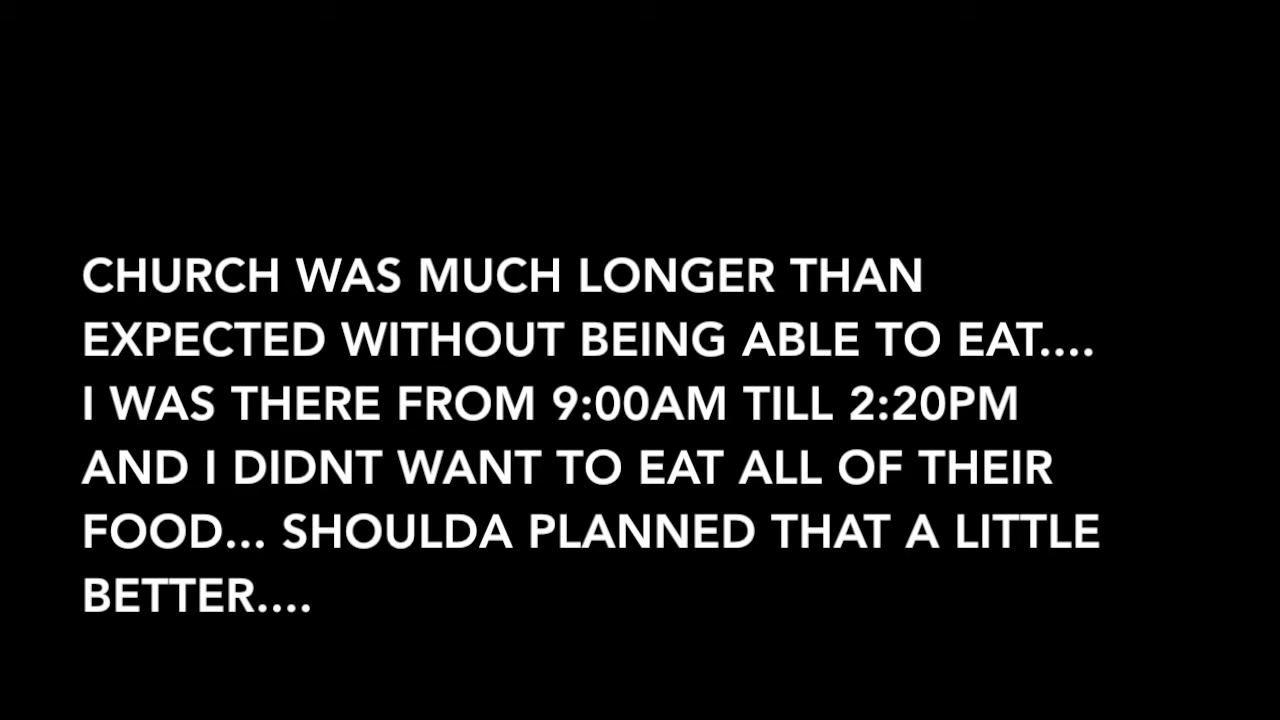 CHURCH WAS MUCH LONGER THAN
EXPECTED WITHOUT BEING ABLE TO EAT....
I WAS THERE FROM 9:00AM TILL 2:20PM
AND I DIDNT WANT TO EAT ALL OF THEIR
FOOD... SHOULDA PLANNED THAT A LITTLE
BETTER....